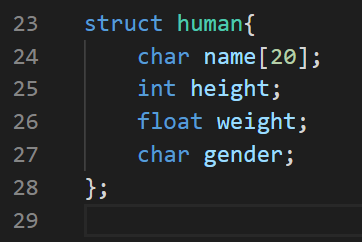 23 struct human{
24     char name[20];
25     int height;
26     float weight;
27     char gender;
28 };
29